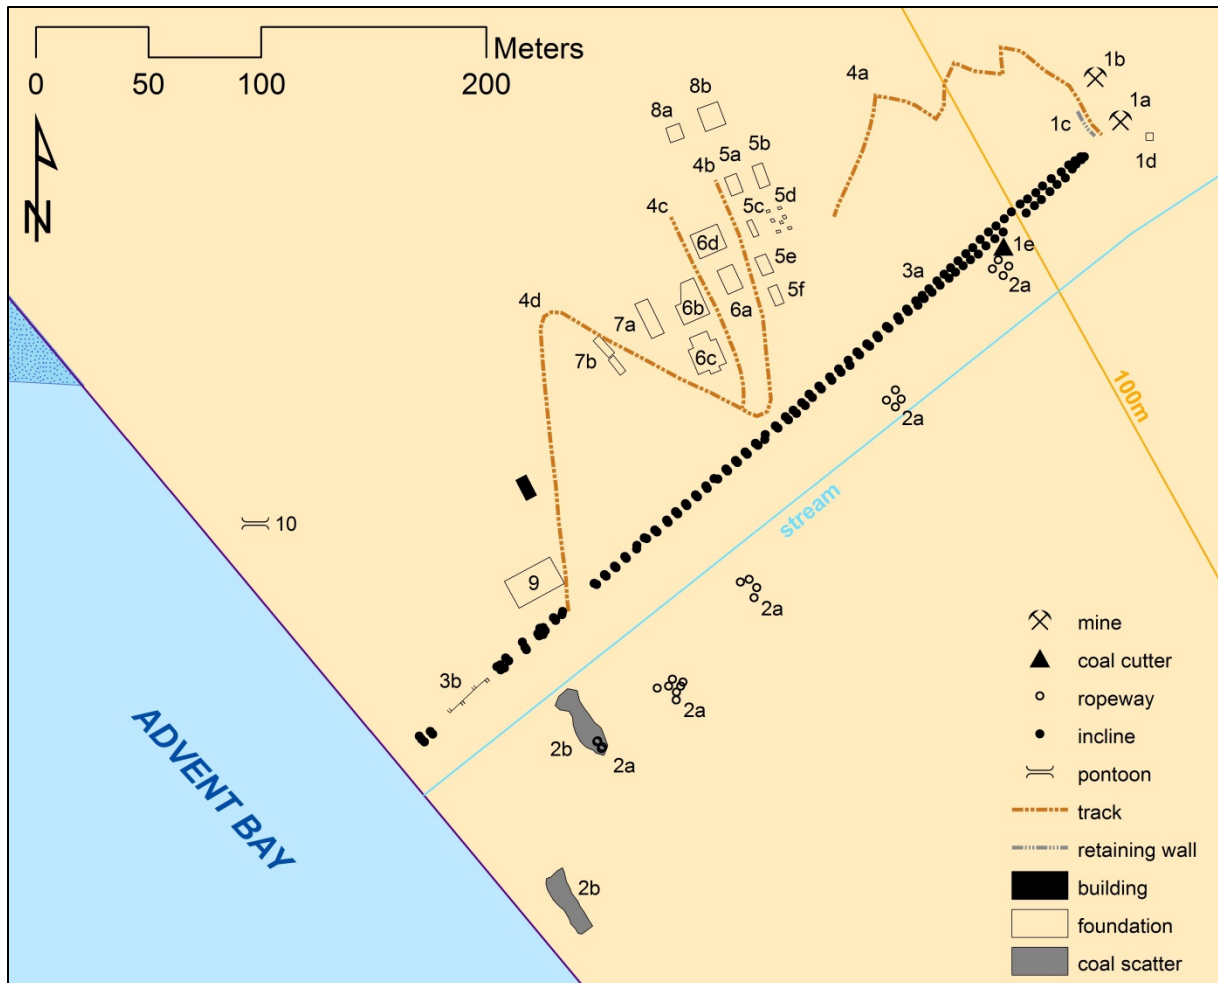 Meters
0 50 100 200
N
1b
4a
8b
1a
8a
1c
5b
5a
4b
1d
5d
4c
5c
6d
1e
5e
3a
2a
4d
5f
6a
6b
7a
6c
7b
100m
2a
stream
10
9
2a
mine
coal cutter
3b
ropeway
2a
incline
ADVENT BAY
2b
2a
pontoon
track
retaining wall
2b
building
foundation
coal scatter